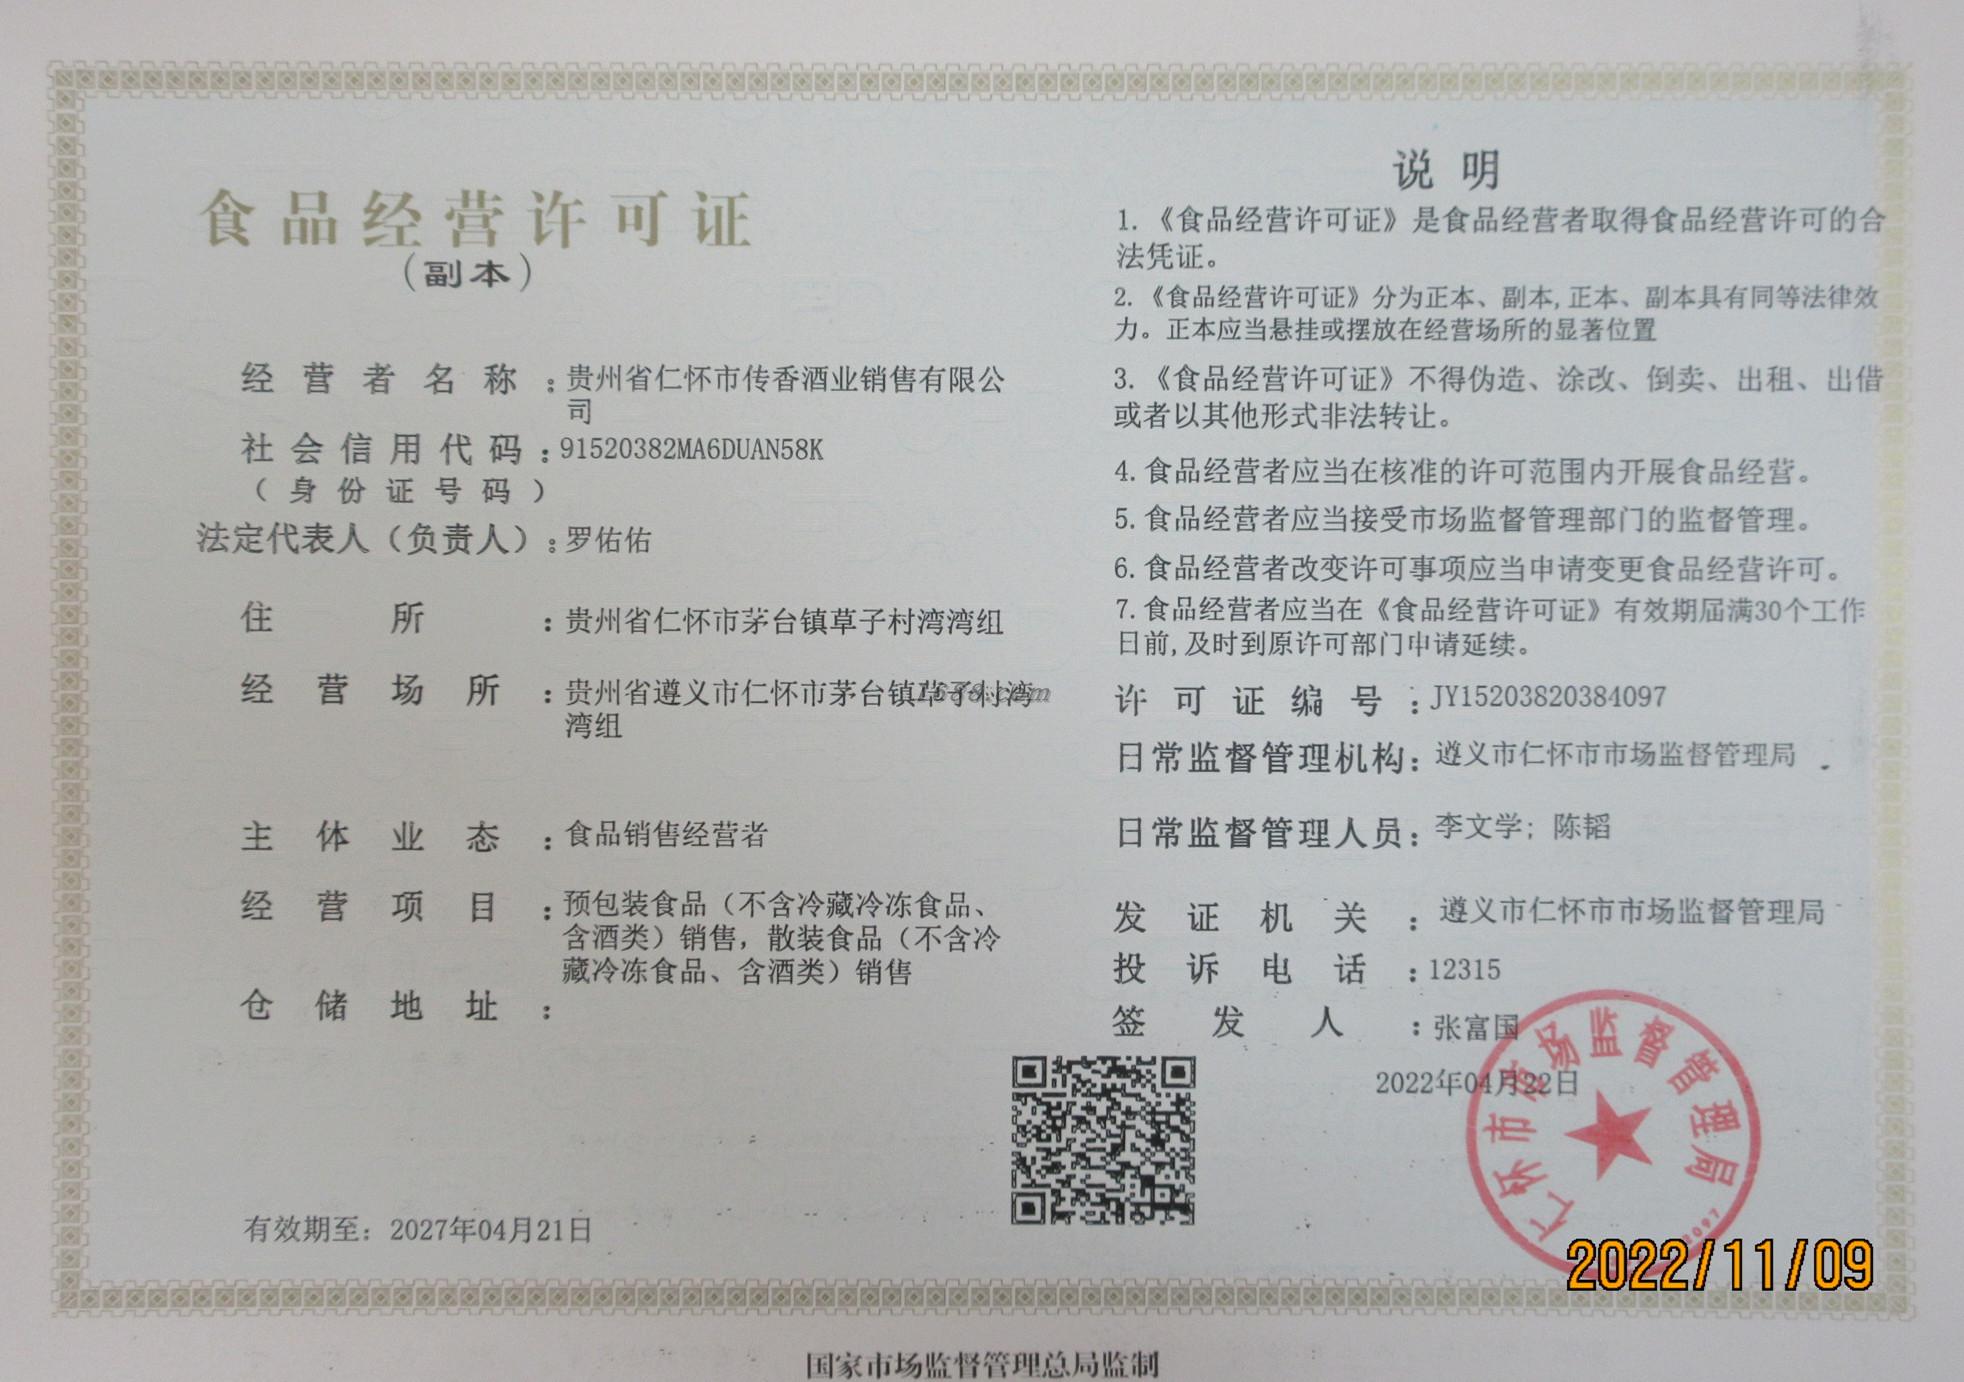 食品经营许可证
（副本）
经营者名称：贵州省仁怀市传香酒业销售有限公
司
社会信用代码：91520382MA6DUAN58K
（身份证号码）
法定代表人（负责人）：罗佑佑
住所：贵州省仁怀市茅台镇草子村湾湾组
经营场所：贵州省遵义市仁怀市茅台镇草子村湾
湾组
1688.com
主体业态：食品销售经营者
经营项目：预包装食品（不含冷藏冷冻食品、
含酒类）销售，散装食品（不含冷
藏冷冻食品、含酒类）销售
仓储地址：
有效期至：2027年04月21日
说明
1.《食品经营许可证》是食品经营者取得食品经营许可的合
法凭证。
2.《食品经营许可证》分为正本、副本,正本、副本具有同等法律效
力。正本应当悬挂或摆放在经营场所的显著位置
3.《食品经营许可证》不得伪造、涂改、倒卖、出租、出借
或者以其他形式非法转让。
4.食品经营者应当在核准的许可范围内开展食品经营。
5.食品经营者应当接受市场监督管理部门的监督管理。
6.食品经营者改变许可事项应当申请变更食品经营许可。
7.食品经营者应当在《食品经营许可证》有效期届满30个工作
日前,及时到原许可部门申请延续。
许可证编号：JY15203820384097
日常监督管理机构：遵义市仁怀市市场监督管理局
日常监督管理人员：李文学；陈韬
发证机关：遵义市仁怀市市场监督管理局
投诉电话：12315
签发人：张富国
2022年04月22日
仁怀市市场监督管理局
2022/11/09
国家市场监督管理总局监制